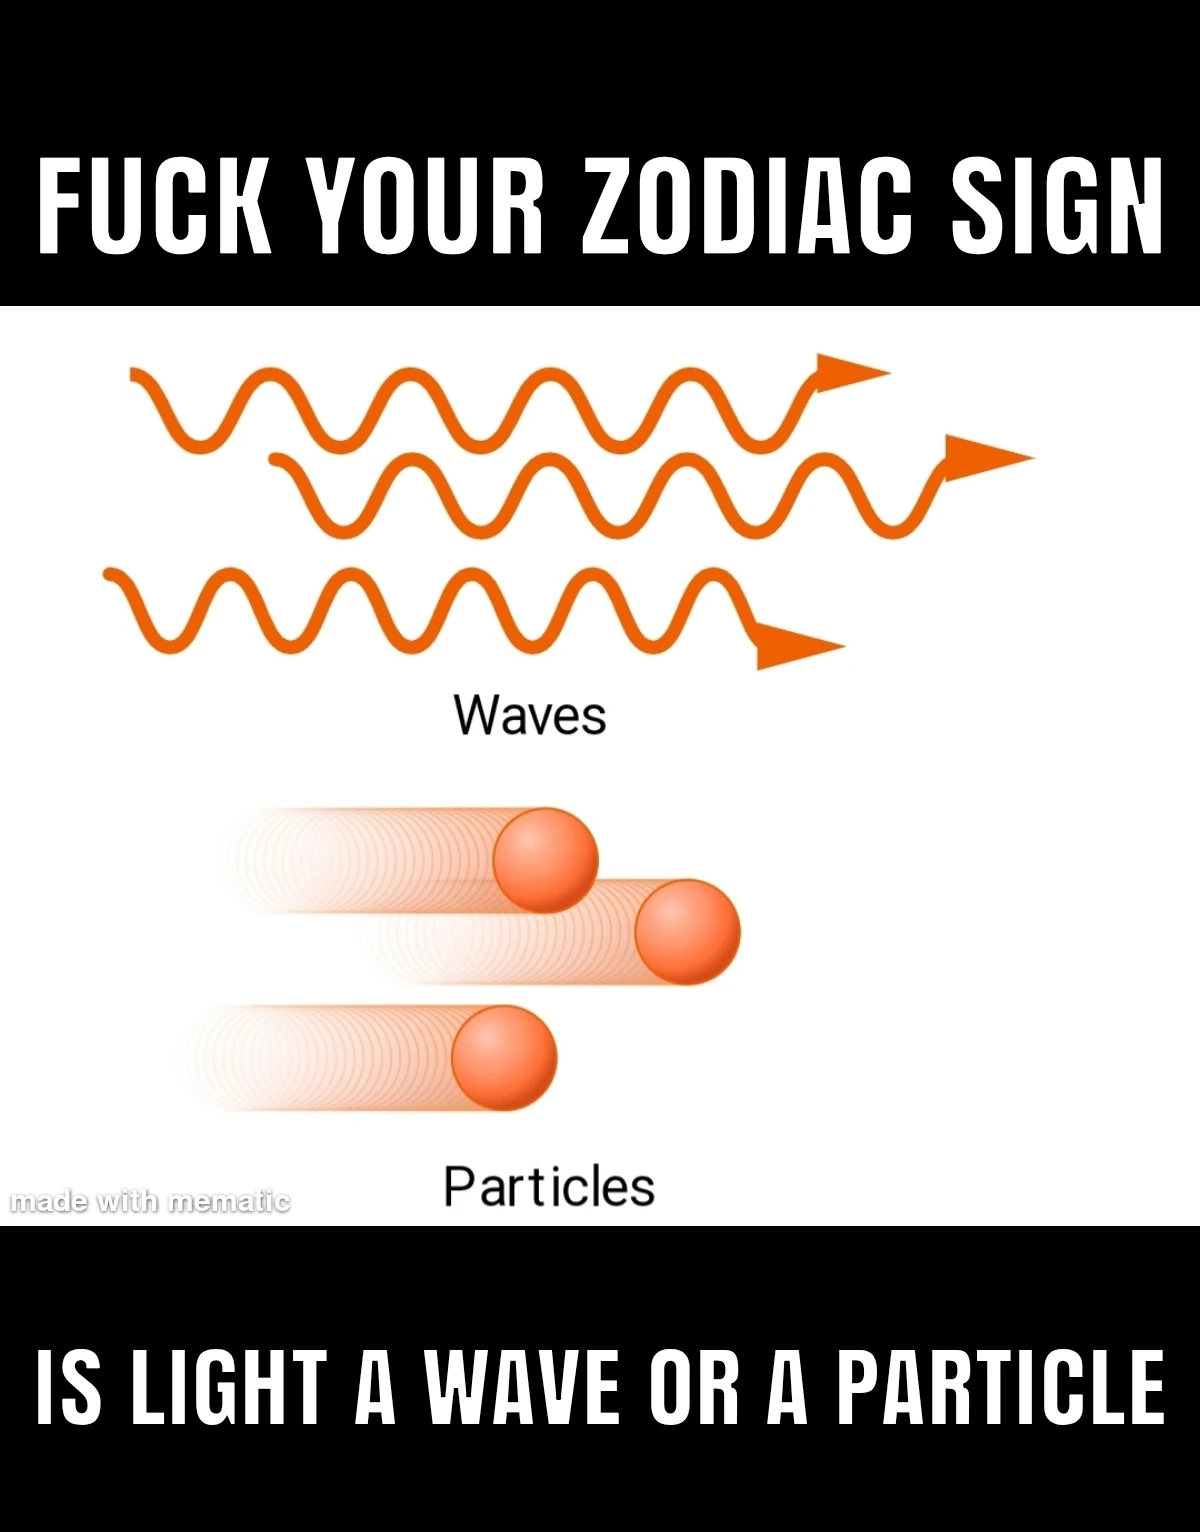 FUCK YOUR ZODIAC SIGN
Waves
Particles
made with mematic
IS LIGHT A WAVE OR A PARTICLE